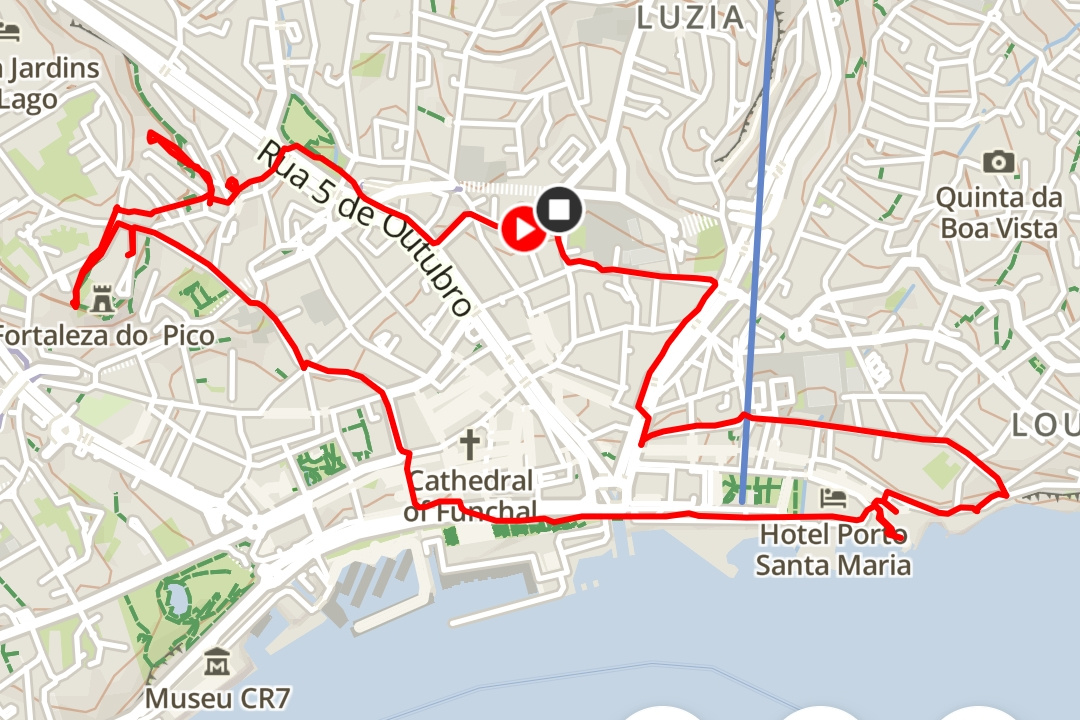 LUZIA
Jardins
Lago
Rua 5 de Outubro
Quinta da
Boa Vista
Fortaleza do Pico
LOU
Cathedral
of Funchal
Hotel Porto
Santa Maria
Museu CR7